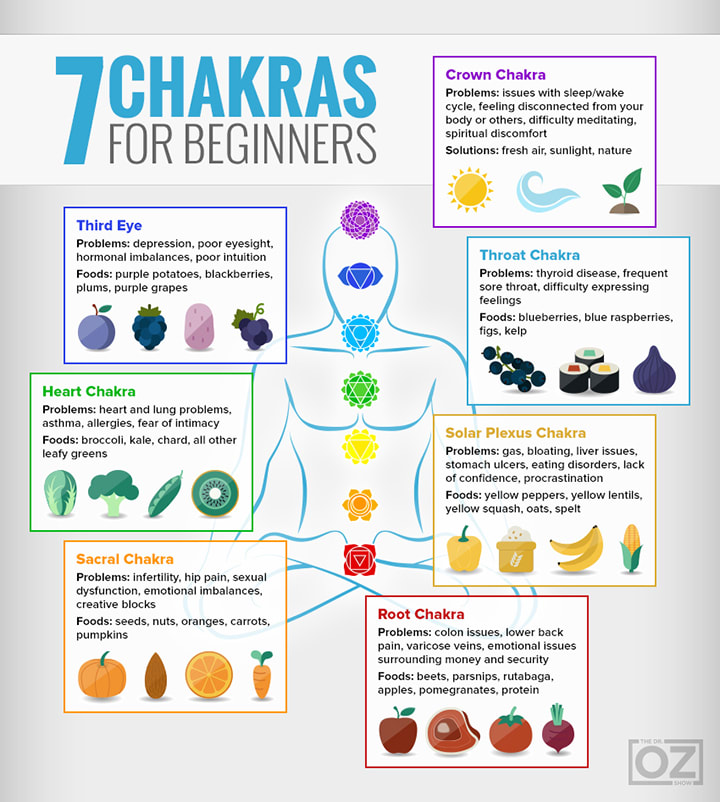 7 CHAKRAS
FOR BEGINNERS
Crown Chakra
Problems: issues with sleep/wake
cycle, feeling disconnected from your
body or others, difficulty meditating,
spiritual discomfort
Solutions: fresh air, sunlight, nature
Third Eye
Problems: depression, poor eyesight,
hormonal imbalances, poor intuition
Foods: purple potatoes, blackberries,
plums, purple grapes
Throat Chakra
Problems: thyroid disease, frequent
sore throat, difficulty expressing
feelings
Foods: blueberries, blue raspberries,
figs, kelp
Heart Chakra
Problems: heart and lung problems,
asthma, allergies, fear of intimacy
Foods: broccoli, kale, chard, all other
leafy greens
Solar Plexus Chakra
Problems: gas, bloating, liver issues,
stomach ulcers, eating disorders, lack
of confidence, procrastination
Foods: yellow peppers, yellow lentils,
yellow squash, oats, spelt
Sacral Chakra
Problems: infertility, hip pain, sexual
dysfunction, emotional imbalances,
creative blocks
Foods: seeds, nuts, oranges, carrots,
pumpkins
Root Chakra
Problems: colon issues, lower back
pain, varicose veins, emotional issues
surrounding money and security
Foods: beets, parsnips, rutabaga,
apples, pomegranates, protein
THE DR.
OZ
SHOW